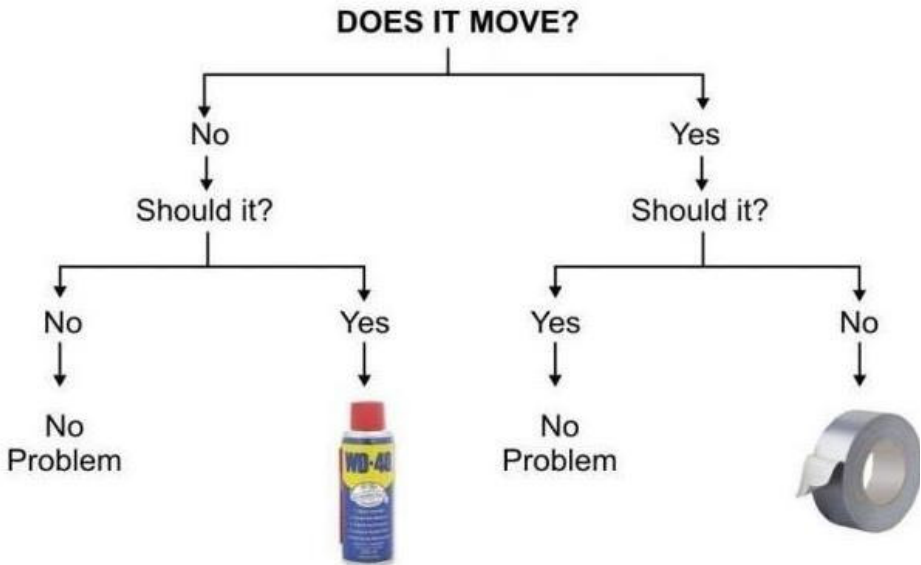 DOES IT MOVE?
No
Yes
Should it?
Should it?
No
Yes
Yes
No
No
Problem
No
Problem
WD-40